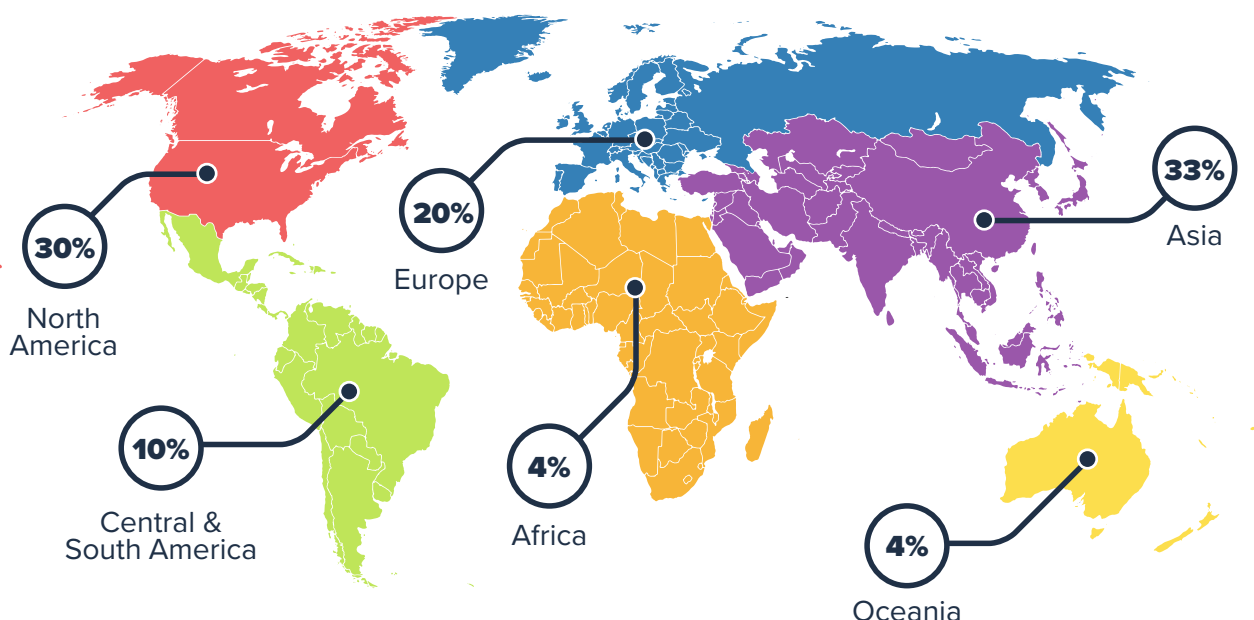 30%
North
America
20%
Europe
33%
Asia
10%
Central &
South America
4%
Africa
4%
Oceania